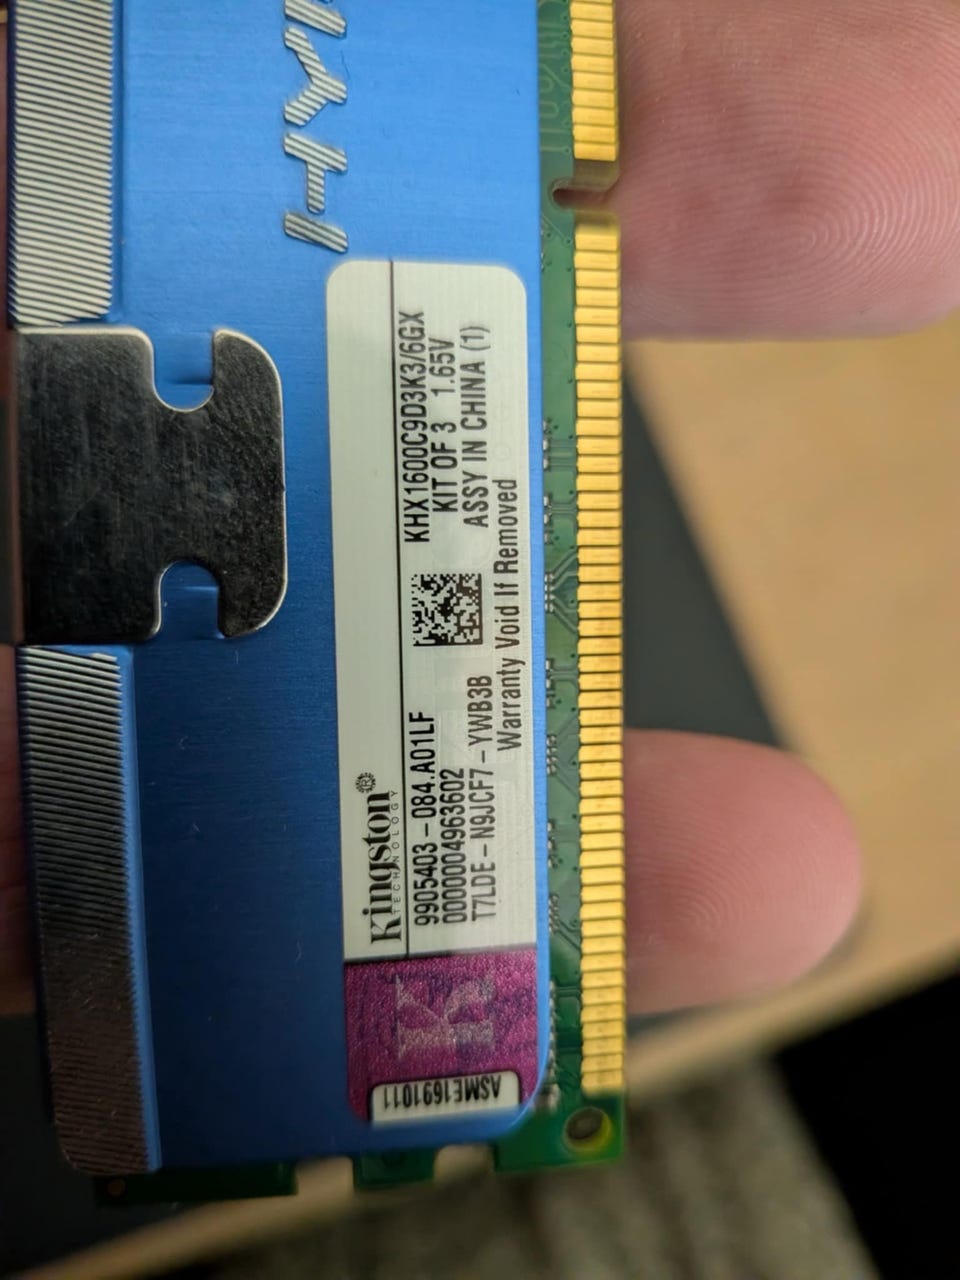 Kingston®
TECHNOLOGY
9905403-084.A01LF
0000004963602
T7LDE-N9JCF7-YWB3B
KHX1600C9D3K3/6GX
KIT OF 3 1.65V
ASSY IN CHINA (1)
Warranty Void If Removed
K
ASME1691011